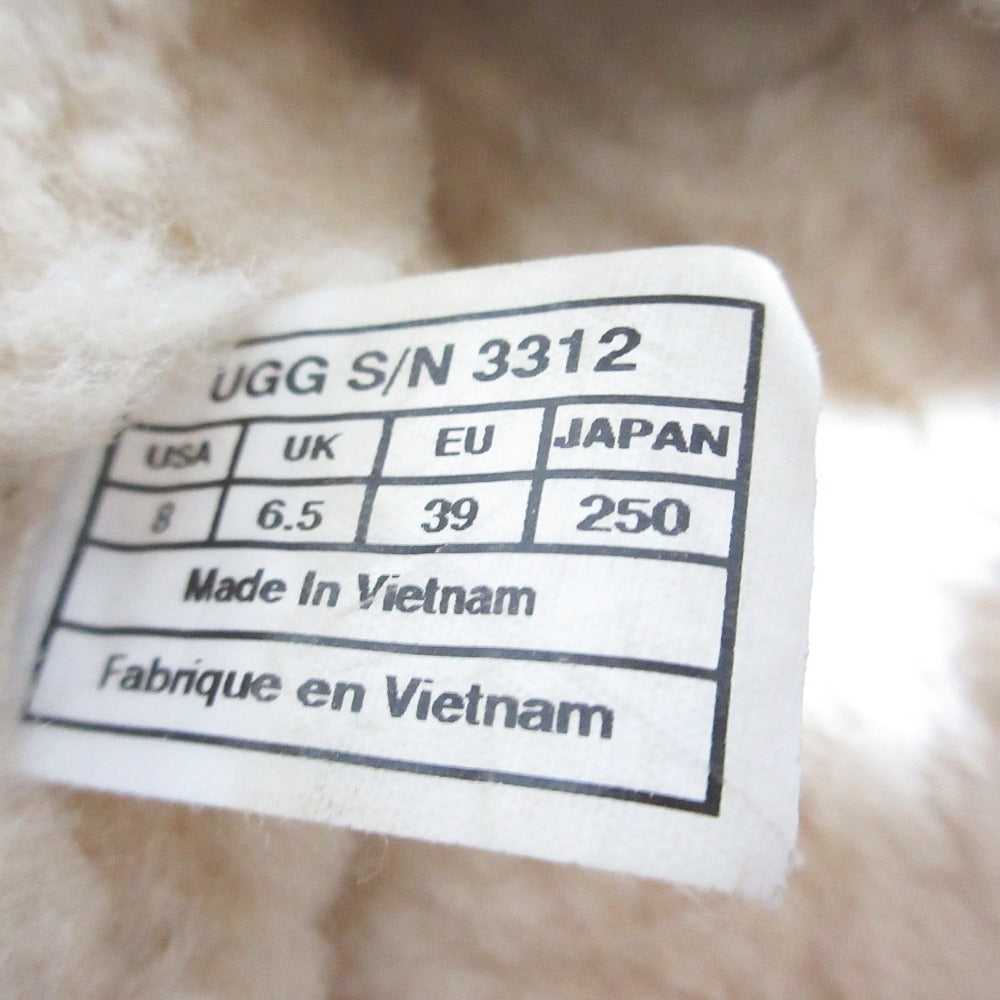 UGG S/N 3312
USA UK EU JAPAN
8 6.5 39 250
Made In Vietnam
Fabrique en Vietnam